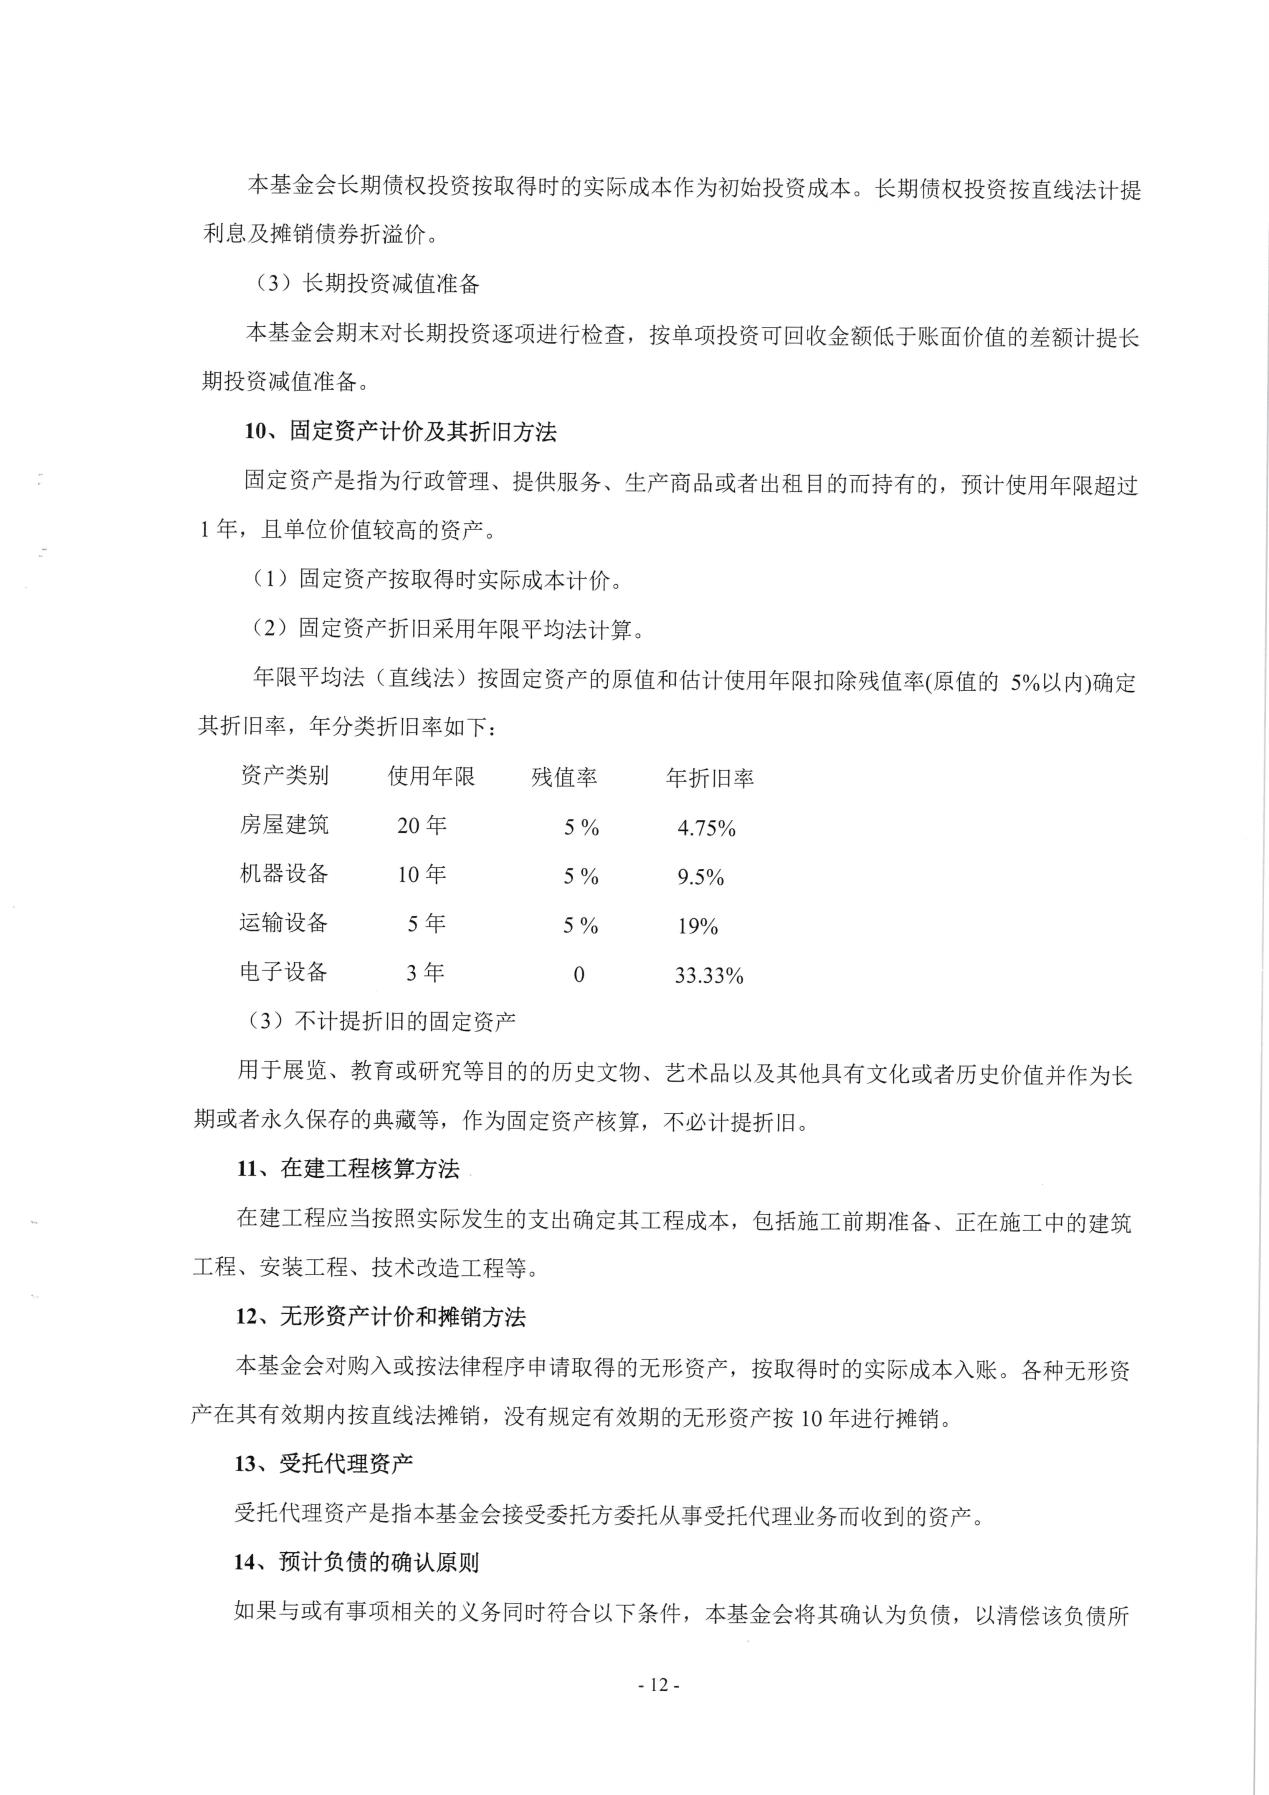 本基金会长期债权投资按取得时的实际成本作为初始投资成本。长期债权投资按直线法计提
利息及摊销债券折溢价。
（3）长期投资减值准备
本基金会期末对长期投资逐项进行检查，按单项投资可回收金额低于账面价值的差额计提长
期投资减值准备。
10、固定资产计价及其折旧方法
固定资产是指为行政管理、提供服务、生产商品或者出租目的而持有的，预计使用年限超过
1 年，且单位价值较高的资产。
（1）固定资产按取得时实际成本计价。
（2）固定资产折旧采用年限平均法计算。
年限平均法（直线法）按固定资产的原值和估计使用年限扣除残值率(原值的 5%以内)确定
其折旧率，年分类折旧率如下：
资产类别 使用年限 残值率 年折旧率
房屋建筑 20 年 5 % 4.75%
机器设备 10 年 5 % 9.5%
运输设备 5 年 5 % 19%
电子设备 3 年 0 33.33%
（3）不计提折旧的固定资产
用于展览、教育或研究等目的的历史文物、艺术品以及其他具有文化或者历史价值并作为长
期或者永久保存的典藏等，作为固定资产核算，不必计提折旧。
11、在建工程核算方法
在建工程应当按照实际发生的支出确定其工程成本，包括施工前期准备、正在施工中的建筑
工程、安装工程、技术改造工程等。
12、无形资产计价和摊销方法
本基金会对购入或按法律程序申请取得的无形资产，按取得时的实际成本入账。各种无形资
产在其有效期内按直线法摊销，没有规定有效期的无形资产按 10 年进行摊销。
13、受托代理资产
受托代理资产是指本基金会接受委托方委托从事受托代理业务而收到的资产。
14、预计负债的确认原则
如果与或有事项相关的义务同时符合以下条件，本基金会将其确认为负债，以清偿该负债所
- 12 -